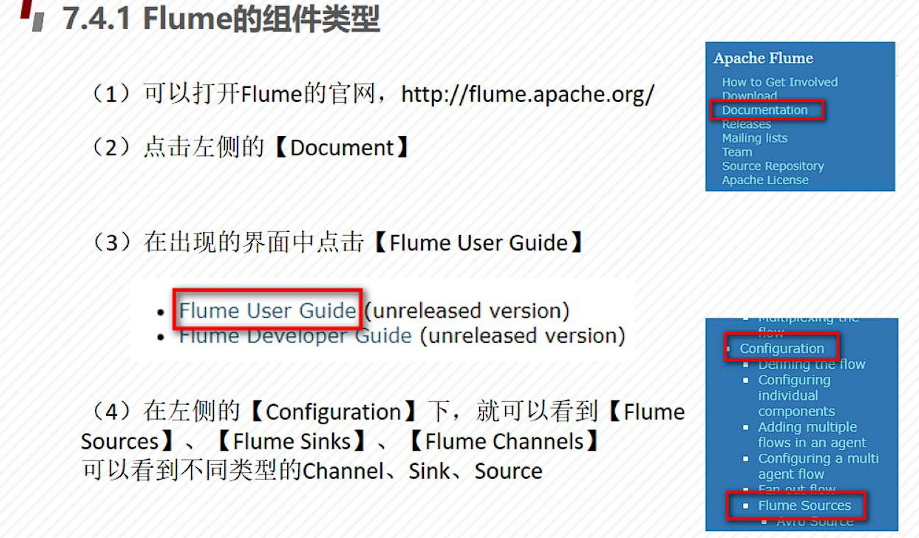 7.4.1 Flume的组件类型
Apache Flume
How to Get Involved
Download
Documentation
Releases
Mailing lists
Team
Source Repository
Apache License
（1）可以打开Flume的官网，http://flume.apache.org/
（2）点击左侧的【Document】
（3）在出现的界面中点击【Flume User Guide】
• Flume User Guide (unreleased version)
• Flume Developer Guide (unreleased version)
（4）在左侧的【Configuration】下，就可以看到【Flume
Sources】、【Flume Sinks】、【Flume Channels】
可以看到不同类型的Channel、Sink、Source
Multiplexing the
flow
Configuration
Defining the flow
Configuring
individual
components
Adding multiple
flows in an agent
Configuring a multi
agent flow
Fan out flow
Flume Sources
Avro Source